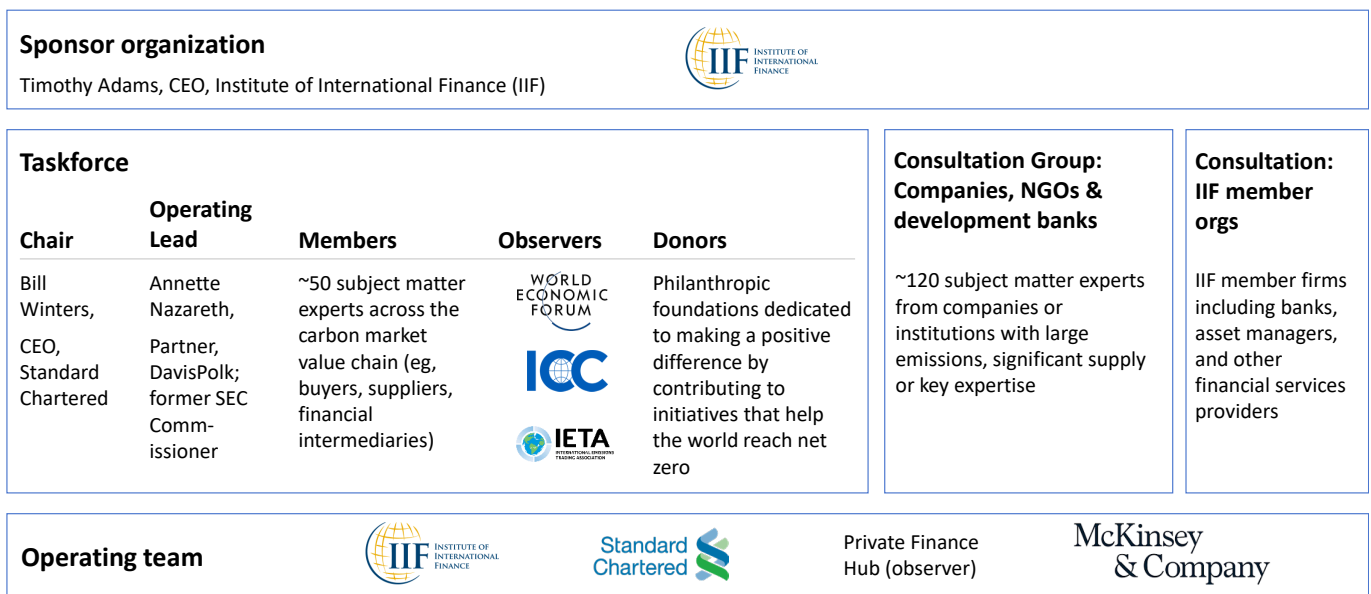 Sponsor organization
Timothy Adams, CEO, Institute of International Finance (IIF)
IIF INSTITUTE OF
INTERNATIONAL
FINANCE
Taskforce
Chair
Bill
Winters,
CEO,
Standard
Chartered
Operating
Lead
Annette
Nazareth,
Partner,
DavisPolk;
former SEC
Comm-
issioner
Members
~50 subject matter
experts across the
carbon market
value chain (eg,
buyers, suppliers,
financial
intermediaries)
Observers
WORLD
ECONOMIC
FORUM
ICC
IETA
INTERNATIONAL EMISSIONS
TRADING ASSOCIATION
Donors
Philanthropic
foundations dedicated
to making a positive
difference by
contributing to
initiatives that help
the world reach net
zero
Consultation Group:
Companies, NGOs &
development banks
~120 subject matter experts
from companies or
institutions with large
emissions, significant supply
or key expertise
Consultation:
IIF member
orgs
IIF member firms
including banks,
asset managers,
and other
financial services
providers
Operating team
IIF INSTITUTE OF
INTERNATIONAL
FINANCE
Standard
Chartered
Private Finance
Hub (observer)
McKinsey
& Company